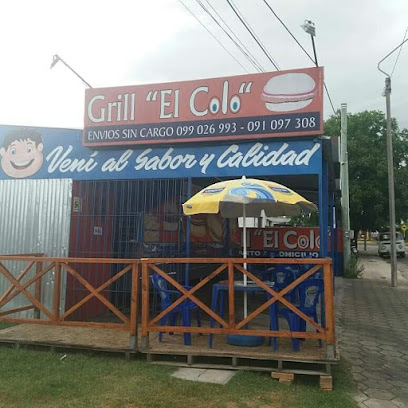 Grill "El Colo"
ENVIOS SIN CARGO 099 026 993 - 091 097 308
Vení al Sabor y Calidad
"El Colo"